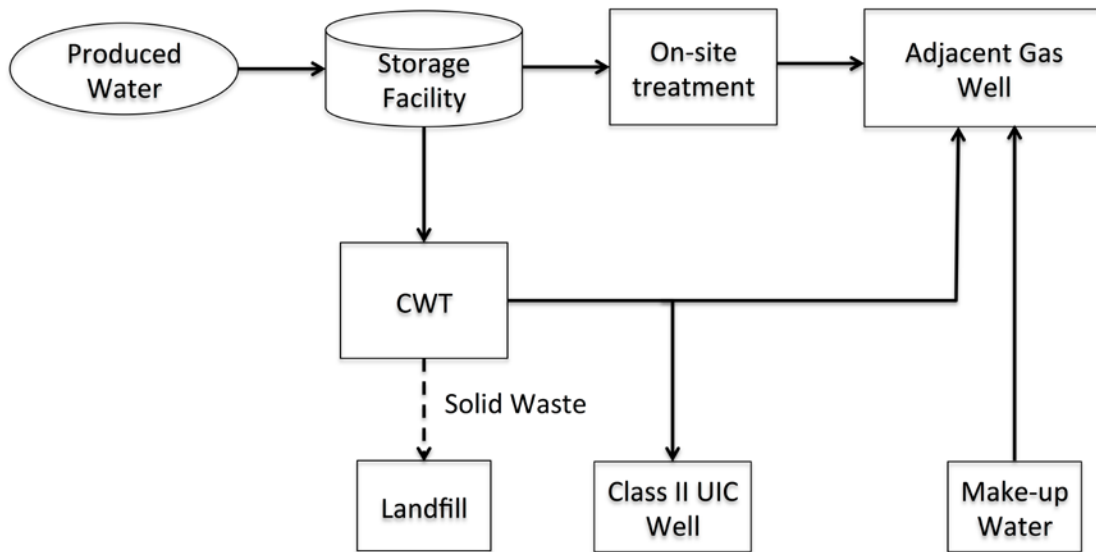 Produced
Water
Storage
Facility
On-site
treatment
Adjacent Gas
Well
CWT
Solid Waste
Landfill
Class II UIC
Well
Make-up
Water